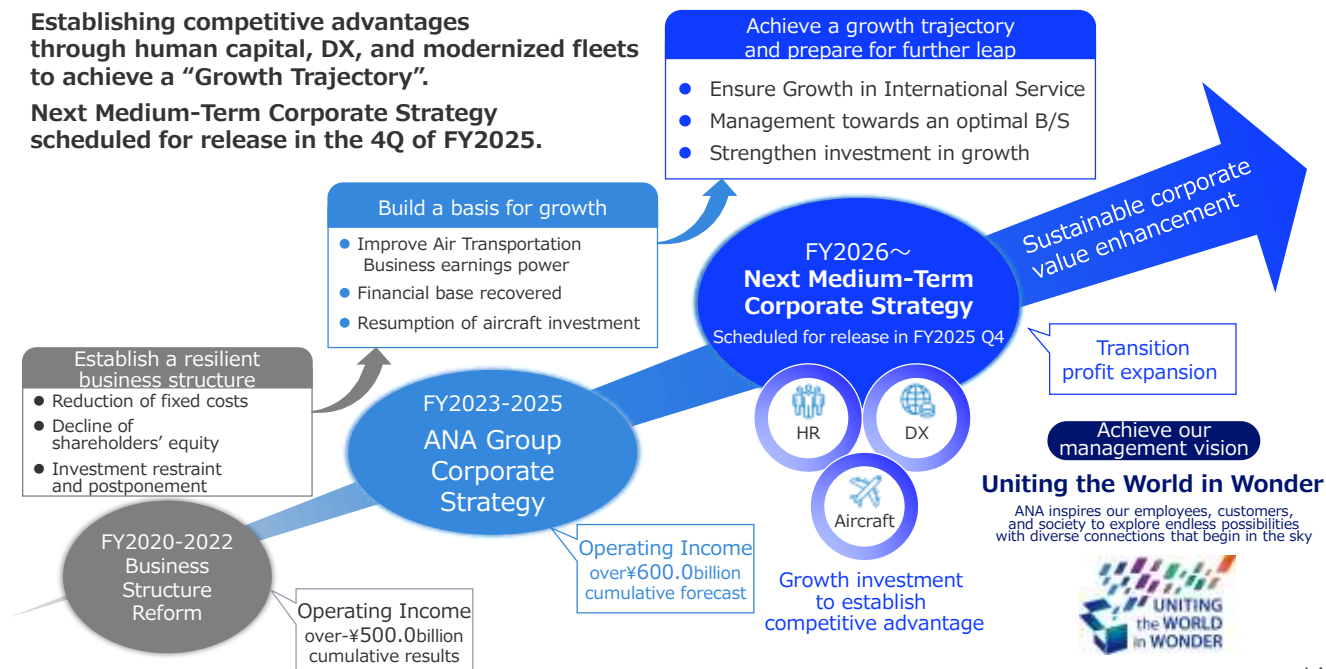 Establishing competitive advantages
through human capital, DX, and modernized fleets
to achieve a “Growth Trajectory”.
Next Medium-Term Corporate Strategy
scheduled for release in the 4Q of FY2025.
Achieve a growth trajectory
and prepare for further leap
● Ensure Growth in International Service
● Management towards an optimal B/S
● Strengthen investment in growth
Build a basis for growth
● Improve Air Transportation
Business earnings power
● Financial base recovered
● Resumption of aircraft investment
Establish a resilient
business structure
● Reduction of fixed costs
● Decline of
shareholders’ equity
● Investment restraint
and postponement
FY2020-2022
Business
Structure
Reform
Operating Income
over-¥500.0billion
cumulative results
FY2023-2025
ANA Group
Corporate
Strategy
Operating Income
over¥600.0billion
cumulative forecast
FY2026～
Next Medium-Term
Corporate Strategy
Scheduled for release in FY2025 Q4
HR
DX
Aircraft
Growth investment
to establish
competitive advantage
Sustainable corporate
value enhancement
Transition
profit expansion
Achieve our
management vision
Uniting the World in Wonder
ANA inspires our employees, customers,
and society to explore endless possibilities
with diverse connections that begin in the sky
UNITING
the WORLD
in WONDER